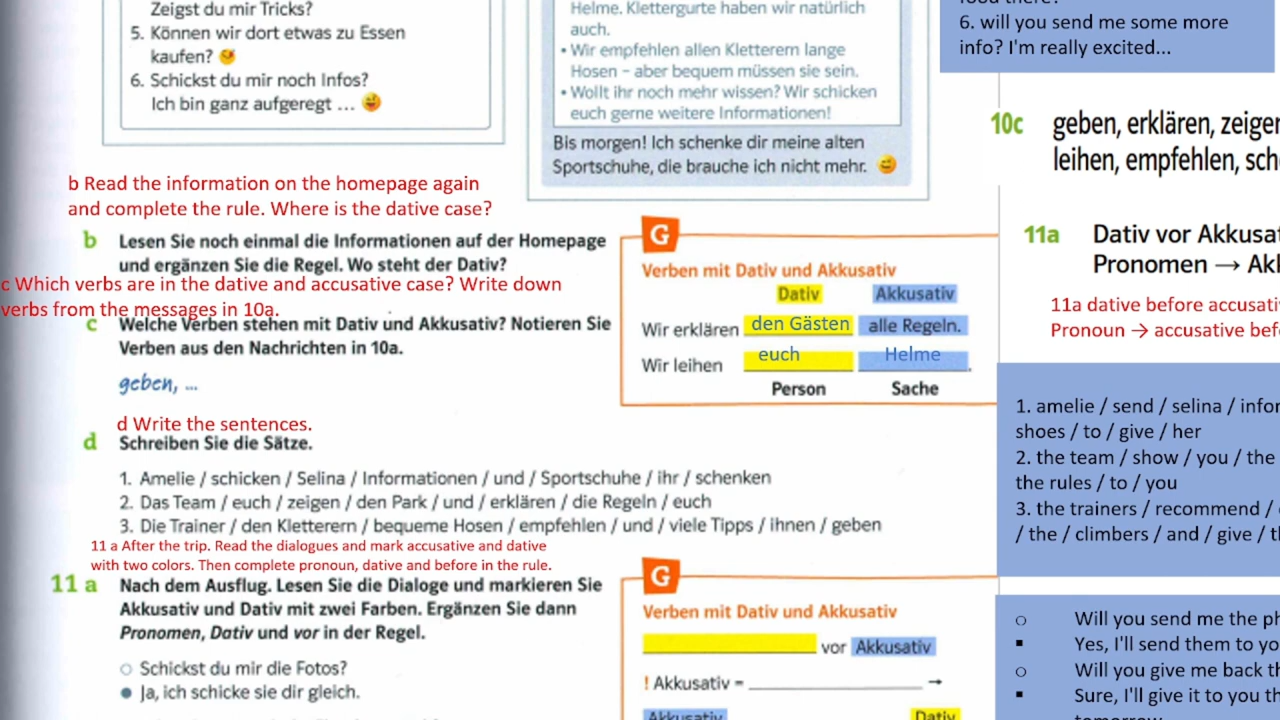 Zeigst du mir Tricks?
5. Können wir dort etwas zu Essen
kaufen?
6. Schickst du mir noch Infos?
Ich bin ganz aufgeregt ...
Helme. Klettergurte haben wir natürlich
auch.
• Wir empfehlen allen Kletterern lange
Hosen – aber bequem müssen sie sein.
• Wollt ihr noch mehr wissen? Wir schicken
euch gerne weitere Informationen!
Bis morgen! Ich schenke dir meine alten
Sportschuhe, die brauche ich nicht mehr.
6. will you send me some more
info? I'm really excited...
10c geben, erklären, zeigen
leihen, empfehlen, sch
b Read the information on the homepage again
and complete the rule. Where is the dative case?
b Lesen Sie noch einmal die Informationen auf der Homepage
und ergänzen Sie die Regel. Wo steht der Dativ?
c Which verbs are in the dative and accusative case? Write down
verbs from the messages in 10a.
c Welche Verben stehen mit Dativ und Akkusativ? Notieren Sie
Verben aus den Nachrichten in 10a.
geben, ...
G
Verben mit Dativ und Akkusativ
Dativ Akkusativ
Wir erklären den Gästen alle Regeln.
Wir leihen euch Helme.
Person Sache
11a Dativ vor Akkusat
Pronomen → Akk
11a dative before accusati
Pronoun → accusative bef
d Write the sentences.
d Schreiben Sie die Sätze.
1. Amelie / schicken / Selina / Informationen / und / Sportschuhe / ihr / schenken
2. Das Team / euch / zeigen / den Park / und / erklären / die Regeln / euch
3. Die Trainer / den Kletterern / bequeme Hosen / empfehlen / und / viele Tipps / ihnen / geben
1. amelie / send / selina / infor
shoes / to / give / her
2. the team / show / you / the
the rules / to / you
3. the trainers / recommend /
/ the / climbers / and / give / t
11 a After the trip. Read the dialogues and mark accusative and dative
with two colors. Then complete pronoun, dative and before in the rule.
11 a Nach dem Ausflug. Lesen Sie die Dialoge und markieren Sie
Akkusativ und Dativ mit zwei Farben. Ergänzen Sie dann
Pronomen, Dativ und vor in der Regel.
○ Schickst du mir die Fotos?
● Ja, ich schicke sie dir gleich.
G
Verben mit Dativ und Akkusativ
vor Akkusativ
! Akkusativ = ____________ →
Akkusativ Dativ
o Will you send me the ph
▪ Yes, I'll send them to yo
o Will you give me back th
▪ Sure, I'll give it to you th
tomorrow